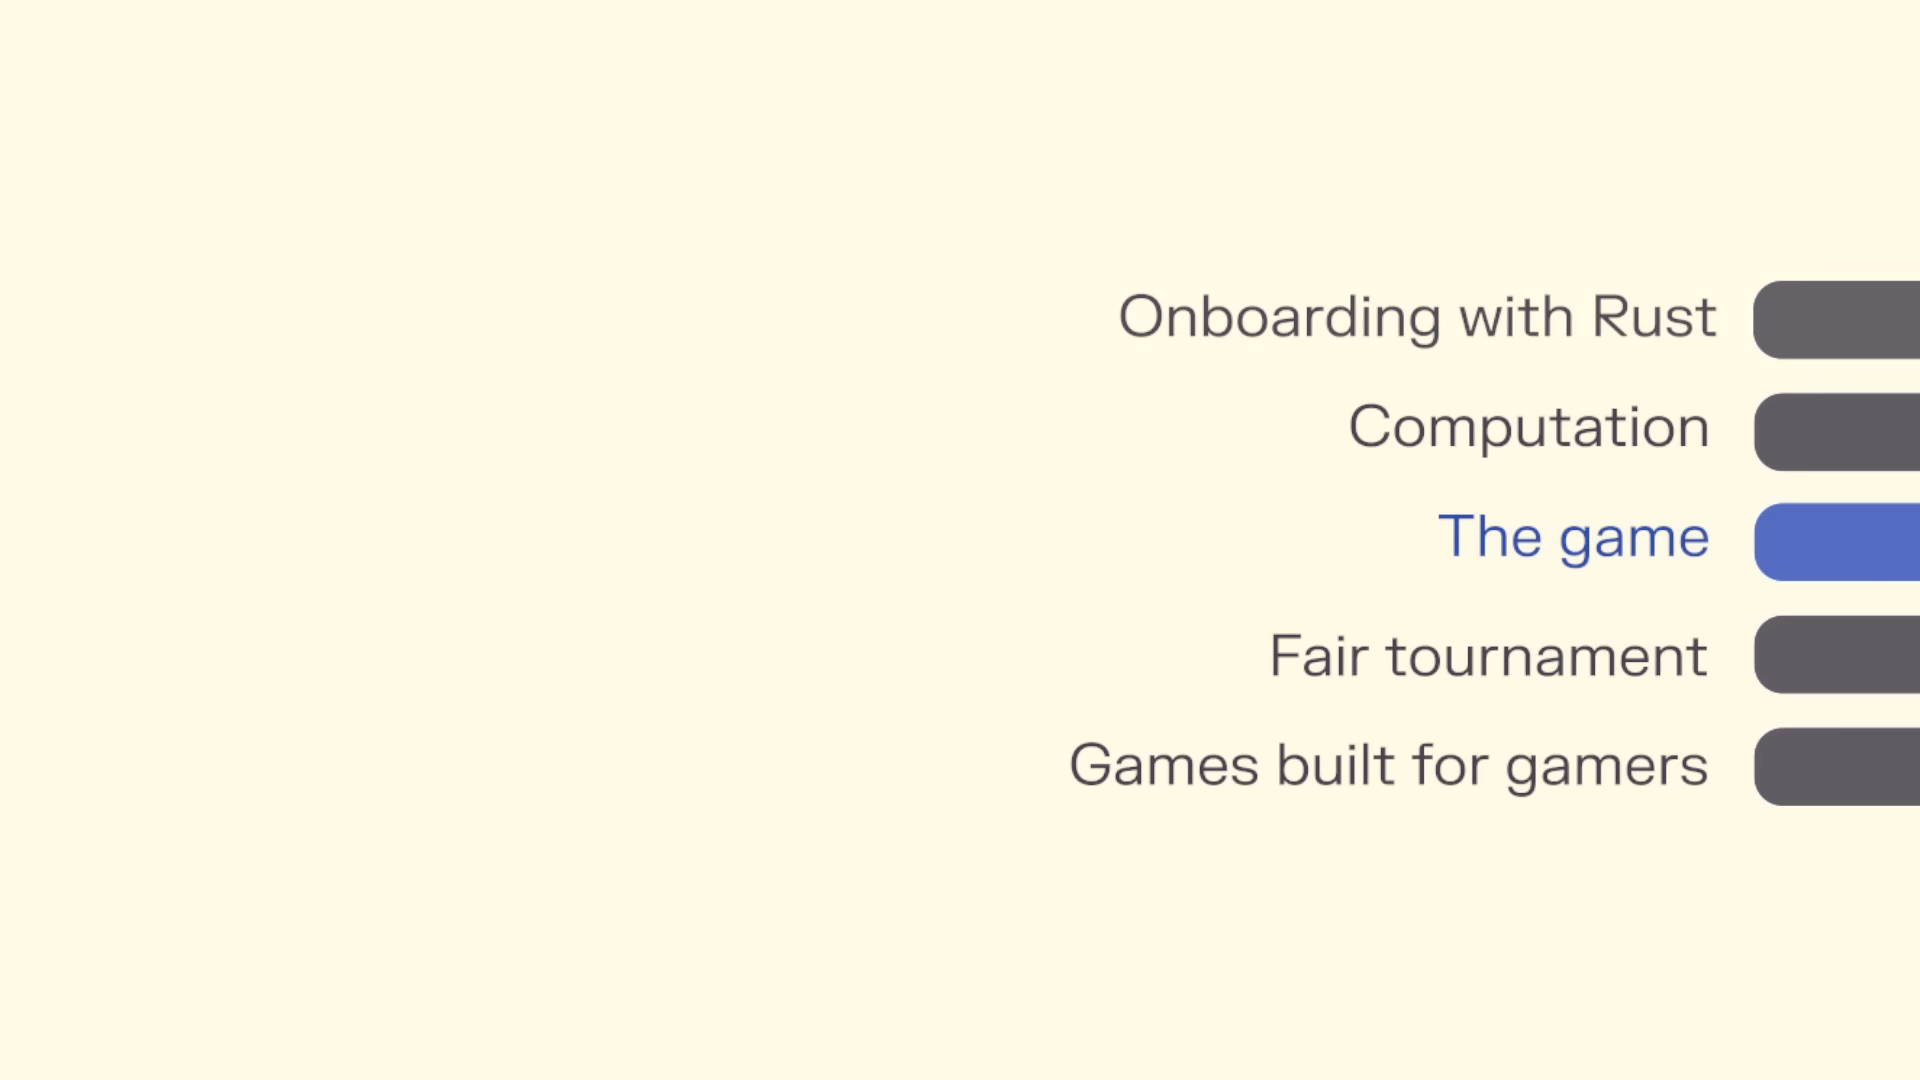 Onboarding with Rust
Computation
The game
Fair tournament
Games built for gamers